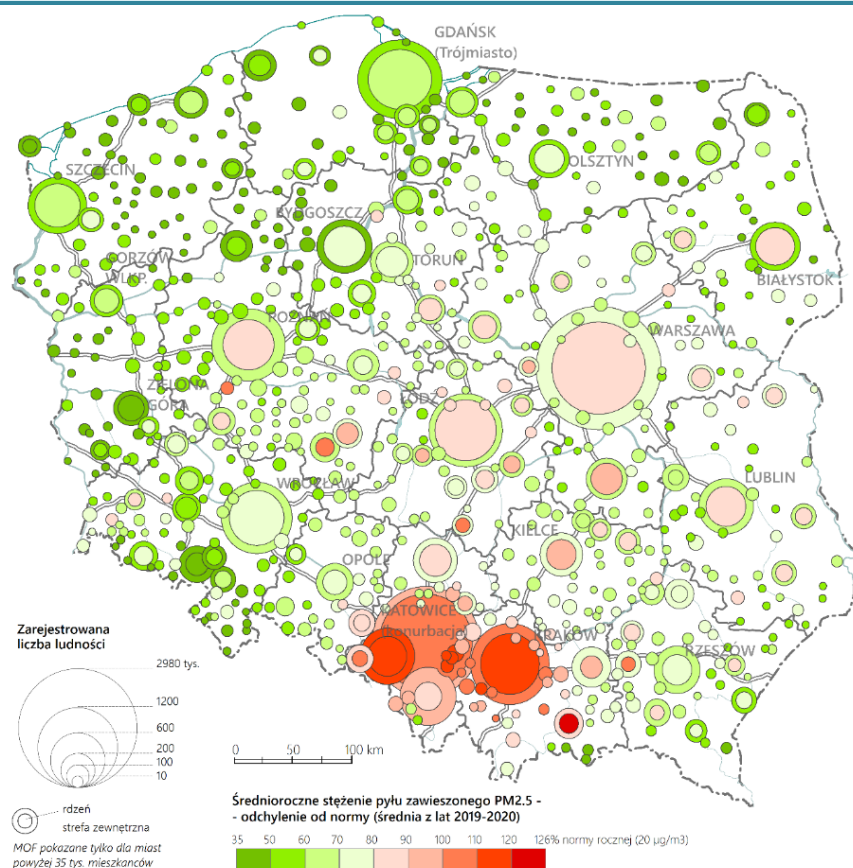 GDAŃSK
(Trójmiasto)
SZCZECIN
OLSZTYN
BYDGOSZCZ
GORZÓW
WLKP.
TORUŃ
BIAŁYSTOK
POZNAŃ
WARSZAWA
ZIELONA
GÓRA
ŁÓDŹ
WROCŁAW
LUBLIN
KIELCE
OPOLE
KATOWICE
(konurbacja)
KRAKÓW
RZESZÓW
Zarejestrowana
liczba ludności
2980 tys.
1200
600
200
100
10
rdzeń
strefa zewnętrzna
MOF pokazane tylko dla miast
powyżej 35 tys. mieszkańców
0 50 100 km
Średnioroczne stężenie pyłu zawieszonego PM2.5 -
- odchylenie od normy (średnia z lat 2019-2020)
35 50 60 70 80 90 100 110 120 126% normy rocznej (20 µg/m3)